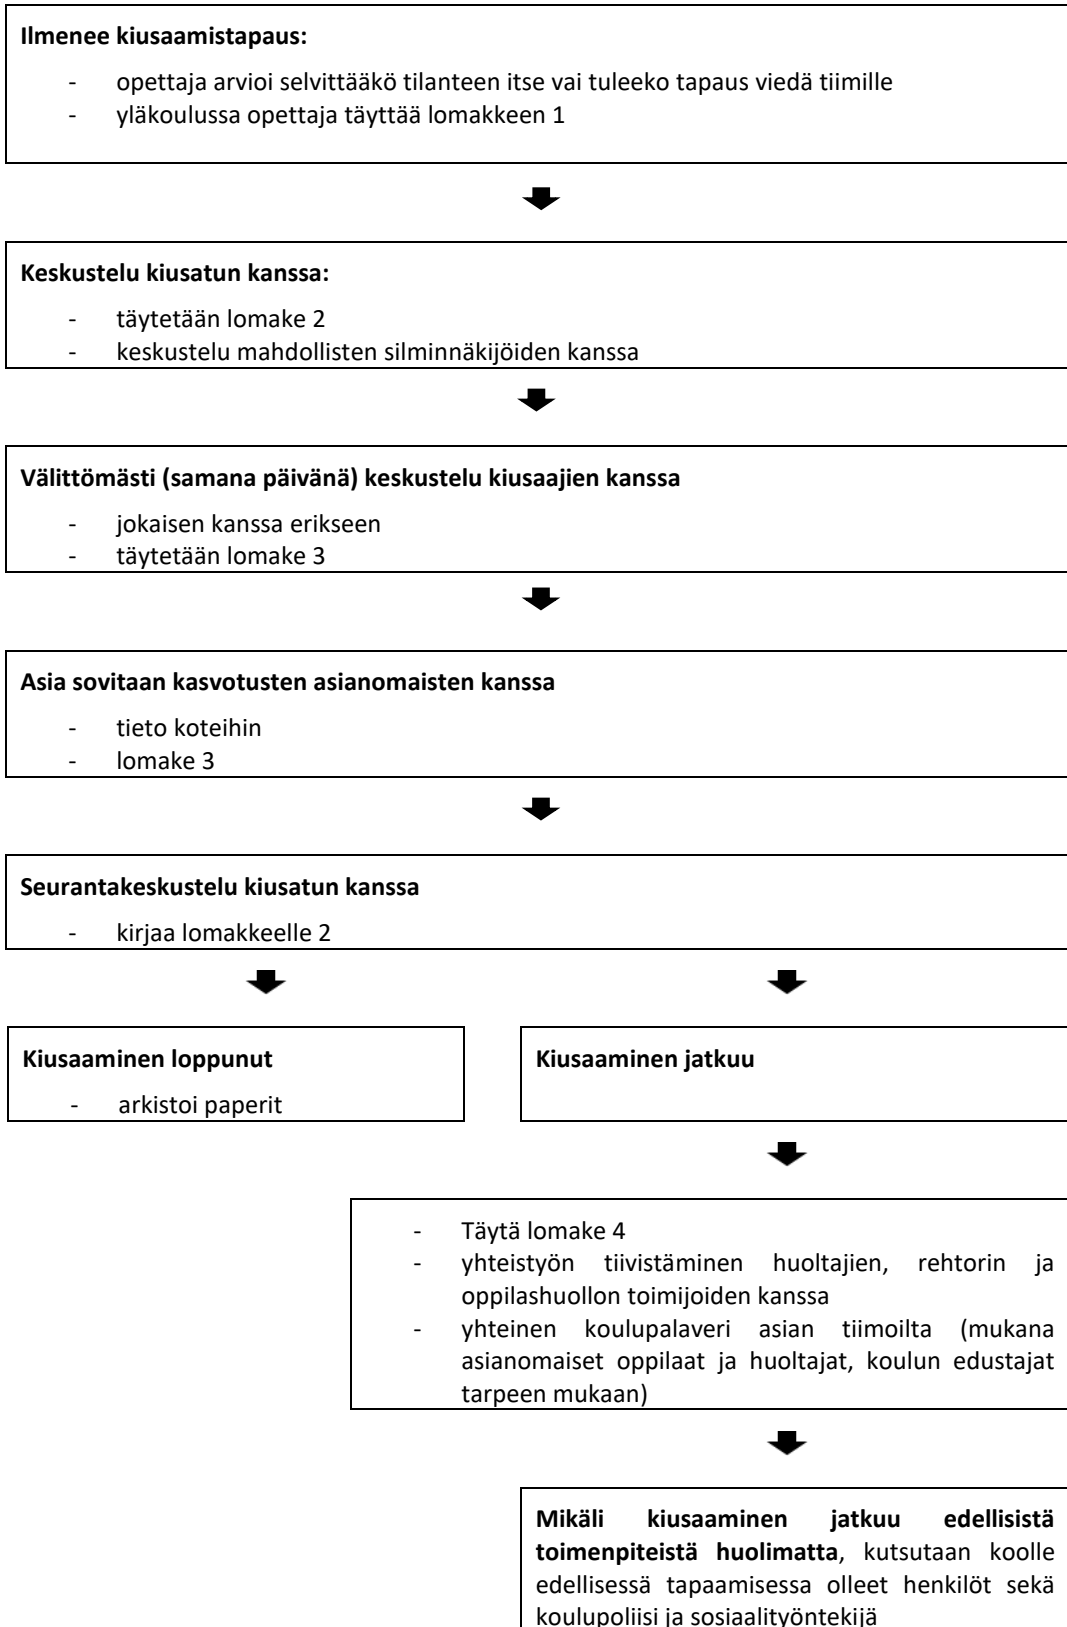 Ilmenee kiusaamistapaus:
- opettaja arvioi selvittääkö tilanteen itse vai tuleeko tapaus viedä tiimille
- yläkoulussa opettaja täyttää lomakkeen 1
Keskustelu kiusatun kanssa:
- täytetään lomake 2
- keskustelu mahdollisten silminnäkijöiden kanssa
Välittömästi (samana päivänä) keskustelu kiusaajien kanssa
- jokaisen kanssa erikseen
- täytetään lomake 3
Asia sovitaan kasvotusten asianomaisten kanssa
- tieto koteihin
- lomake 3
Seurantakeskustelu kiusatun kanssa
- kirjaa lomakkeelle 2
Kiusaaminen loppunut
- arkistoi paperit
Kiusaaminen jatkuu
- Täytä lomake 4
- yhteistyön tiivistäminen huoltajien, rehtorin ja
oppilashuollon toimijoiden kanssa
- yhteinen koulupalaveri asian tiimoilta (mukana
asianomaiset oppilaat ja huoltajat, koulun edustajat
tarpeen mukaan)
Mikäli kiusaaminen jatkuu edellisistä
toimenpiteistä huolimatta, kutsutaan koolle
edellisessä tapaamisessa olleet henkilöt sekä
koulupoliisi ja sosiaalityöntekijä